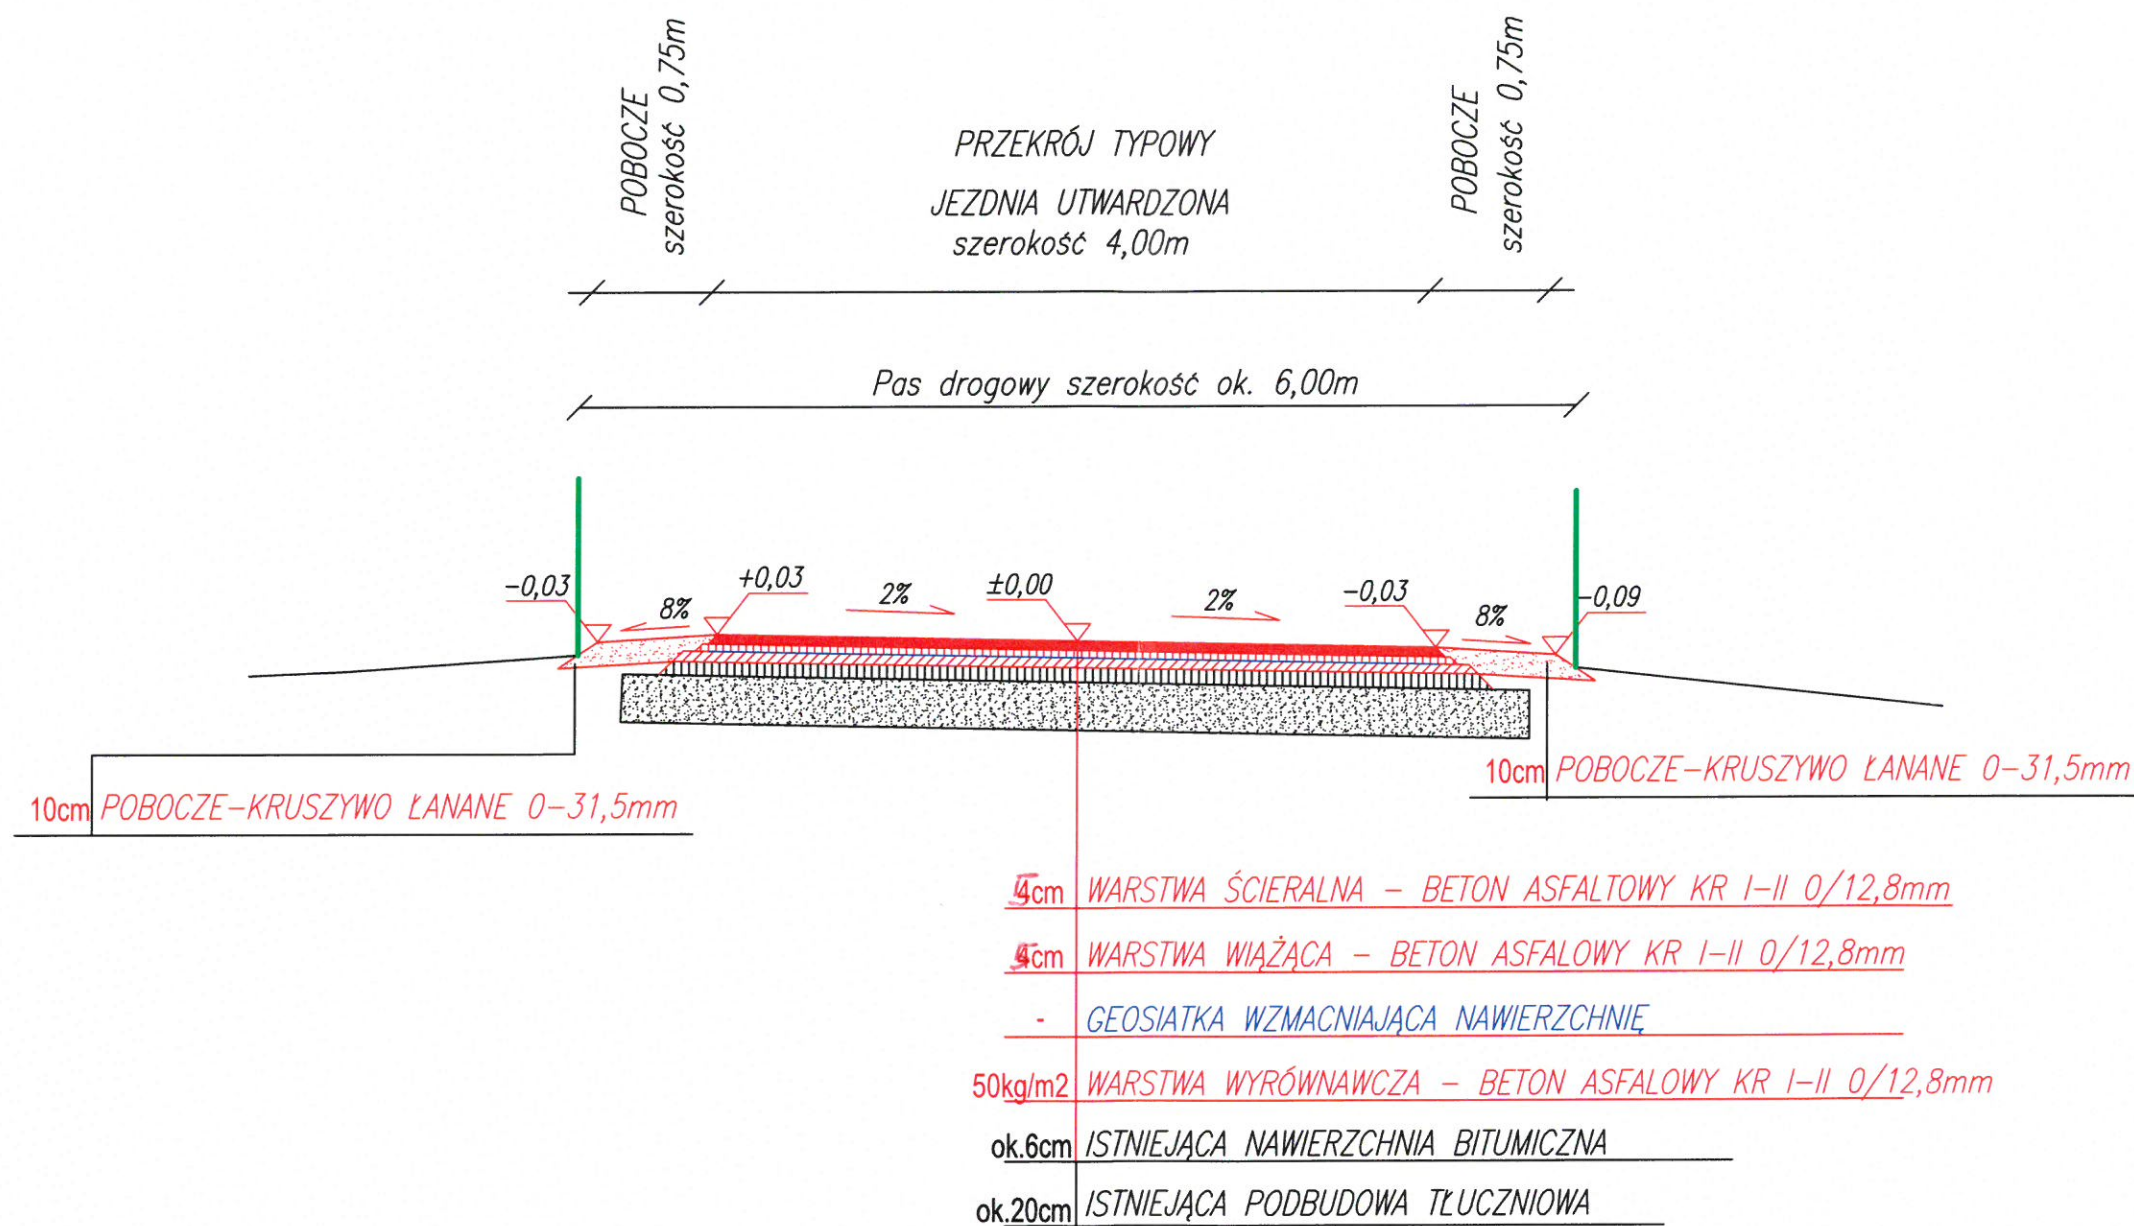 POBOCZE
szerokość 0,75m
PRZEKRÓJ TYPOWY
JEZDNIA UTWARDZONA
szerokość 4,00m
POBOCZE
szerokość 0,75m
Pas drogowy szerokość ok. 6,00m
-0,03
8%
+0,03
2%
±0,00
2%
-0,03
8%
-0,09
10cm POBOCZE-KRUSZYWO ŁANANE 0-31,5mm
10cm POBOCZE-KRUSZYWO ŁANANE 0-31,5mm
cm WARSTWA ŚCIERALNA - BETON ASFALTOWY KR I-II 0/12,8mm
cm WARSTWA WIĄŻĄCA - BETON ASFALOWY KR I-II 0/12,8mm
- GEOSIATKA WZMACNIAJĄCA NAWIERZCHNIĘ
50kg/m2 WARSTWA WYRÓWNAWCZA - BETON ASFALOWY KR I-II 0/12,8mm
ok.6cm ISTNIEJĄCA NAWIERZCHNIA BITUMICZNA
ok.20cm ISTNIEJĄCA PODBUDOWA TŁUCZNIOWA